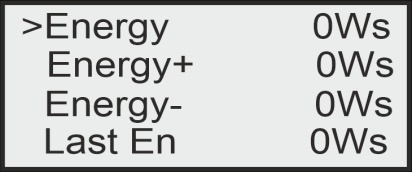 >Energy 0Ws
Energy+ 0Ws
Energy- 0Ws
Last En 0Ws